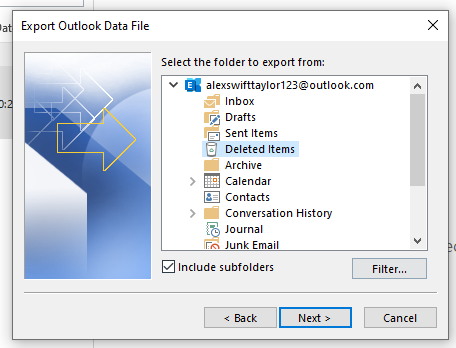 Export Outlook Data File
Select the folder to export from:
alexswifttaylor123@outlook.com
Inbox
Drafts
Sent Items
Deleted Items
Archive
Calendar
Contacts
Conversation History
Journal
Junk Email
Include subfolders
Filter...
< Back
Next >
Cancel